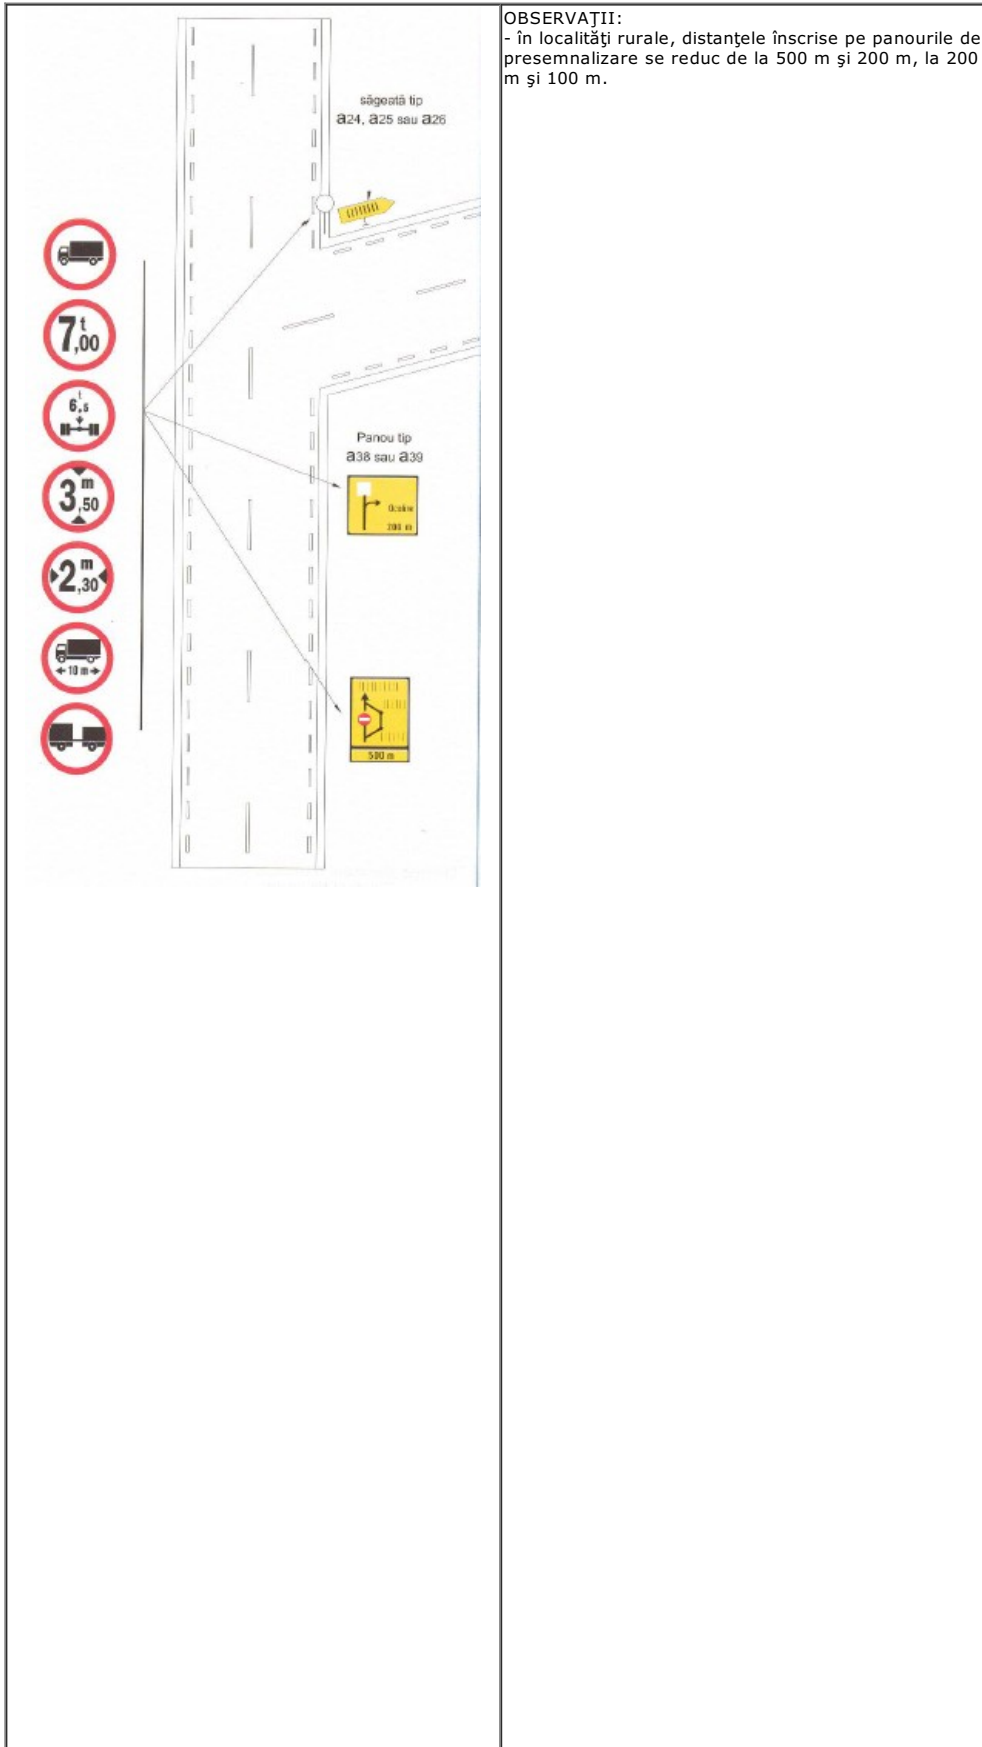 OBSERVAŢII:
- în localităţi rurale, distanţele înscrise pe panourile de
presemnalizare se reduc de la 500 m şi 200 m, la 200
m şi 100 m.
săgeată tip
a24, a25 sau a26
7,00 t
6,5 t
3,50 m
2,30 m
10 m
Panou tip
a38 sau a39
Ocolire
200 m
500 m